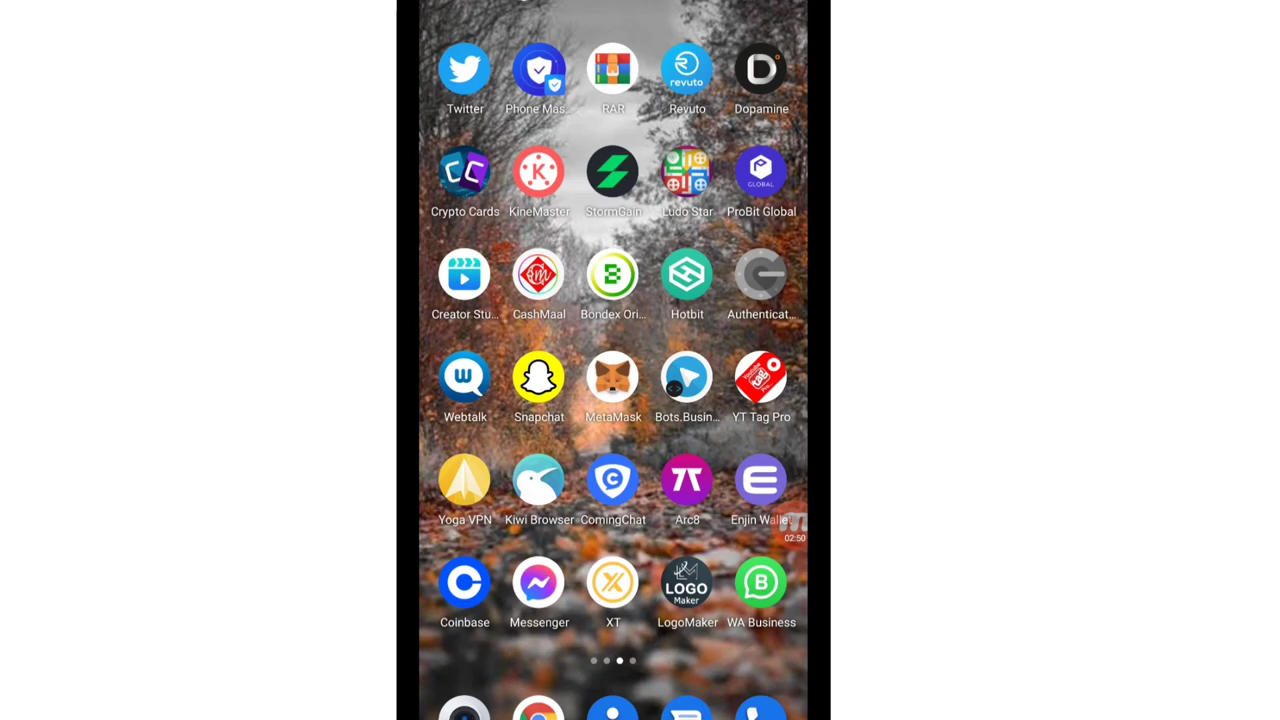 Twitter Phone Mas... RAR Revuto Dopamine
revuto
Crypto Cards KineMaster StormGain Ludo Star ProBit Global
GLOBAL
Creator Stu... CashMaal Bondex Ori... Hotbit Authenticat...
Webtalk Snapchat MetaMask Bots.Busin... YT Tag Pro
Yoga VPN Kiwi Browser ComingChat Arc8 Enjin Wallet
02:50
LOGO
Maker
Coinbase Messenger XT LogoMaker WA Business